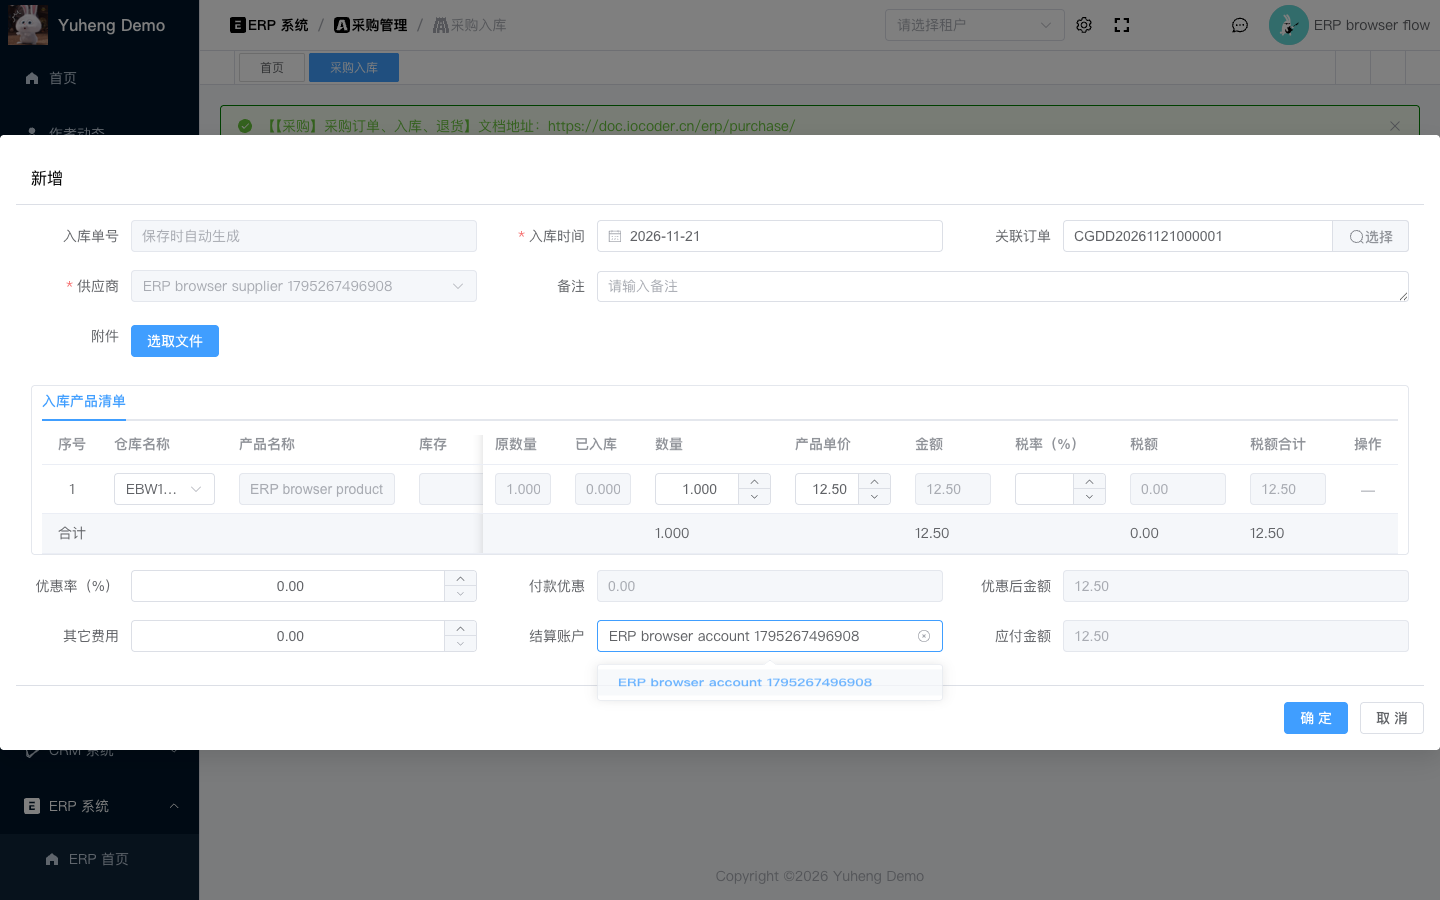 Yuheng Demo
ERP 系统 / 采购管理 / 采购入库
请选择租户
ERP browser flow
首页
首页
采购入库
作者动态
【【采购】采购订单、入库、退货】文档地址：https://doc.iocoder.cn/erp/purchase/
新增
入库单号 保存时自动生成
* 入库时间 2026-11-21
关联订单 CGDD20261121000001 选择
* 供应商 ERP browser supplier 1795267496908
备注 请输入备注
附件 选取文件
入库产品清单
序号 仓库名称 产品名称 库存 原数量 已入库 数量 产品单价 金额 税率（%） 税额 税额合计 操作
1 EBW1... ERP browser product 1.000 0.000 1.000 12.50 12.50 0.00 12.50 —
合计 1.000 12.50 0.00 12.50
优惠率（%） 0.00
付款优惠 0.00
优惠后金额 12.50
其它费用 0.00
结算账户 ERP browser account 1795267496908
应付金额 12.50
ERP browser account 1795267496908
确 定
取 消
CRM 系统
ERP 系统
ERP 首页
Copyright ©2026 Yuheng Demo